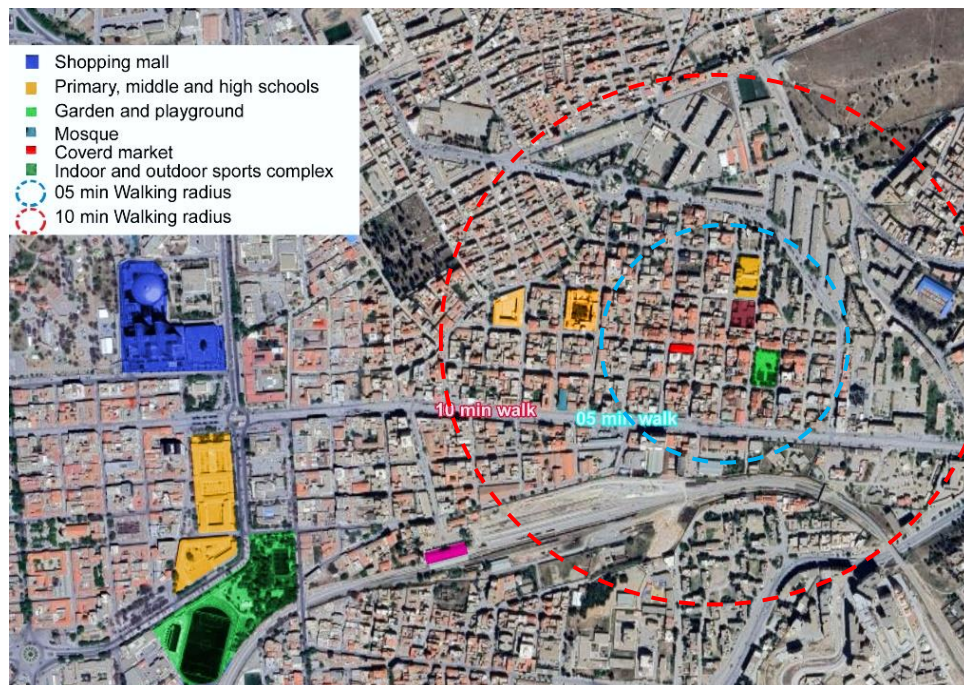 Shopping mall
Primary, middle and high schools
Garden and playground
Mosque
Coverd market
Indoor and outdoor sports complex
05 min Walking radius
10 min Walking radius
10 min walk
05 min walk